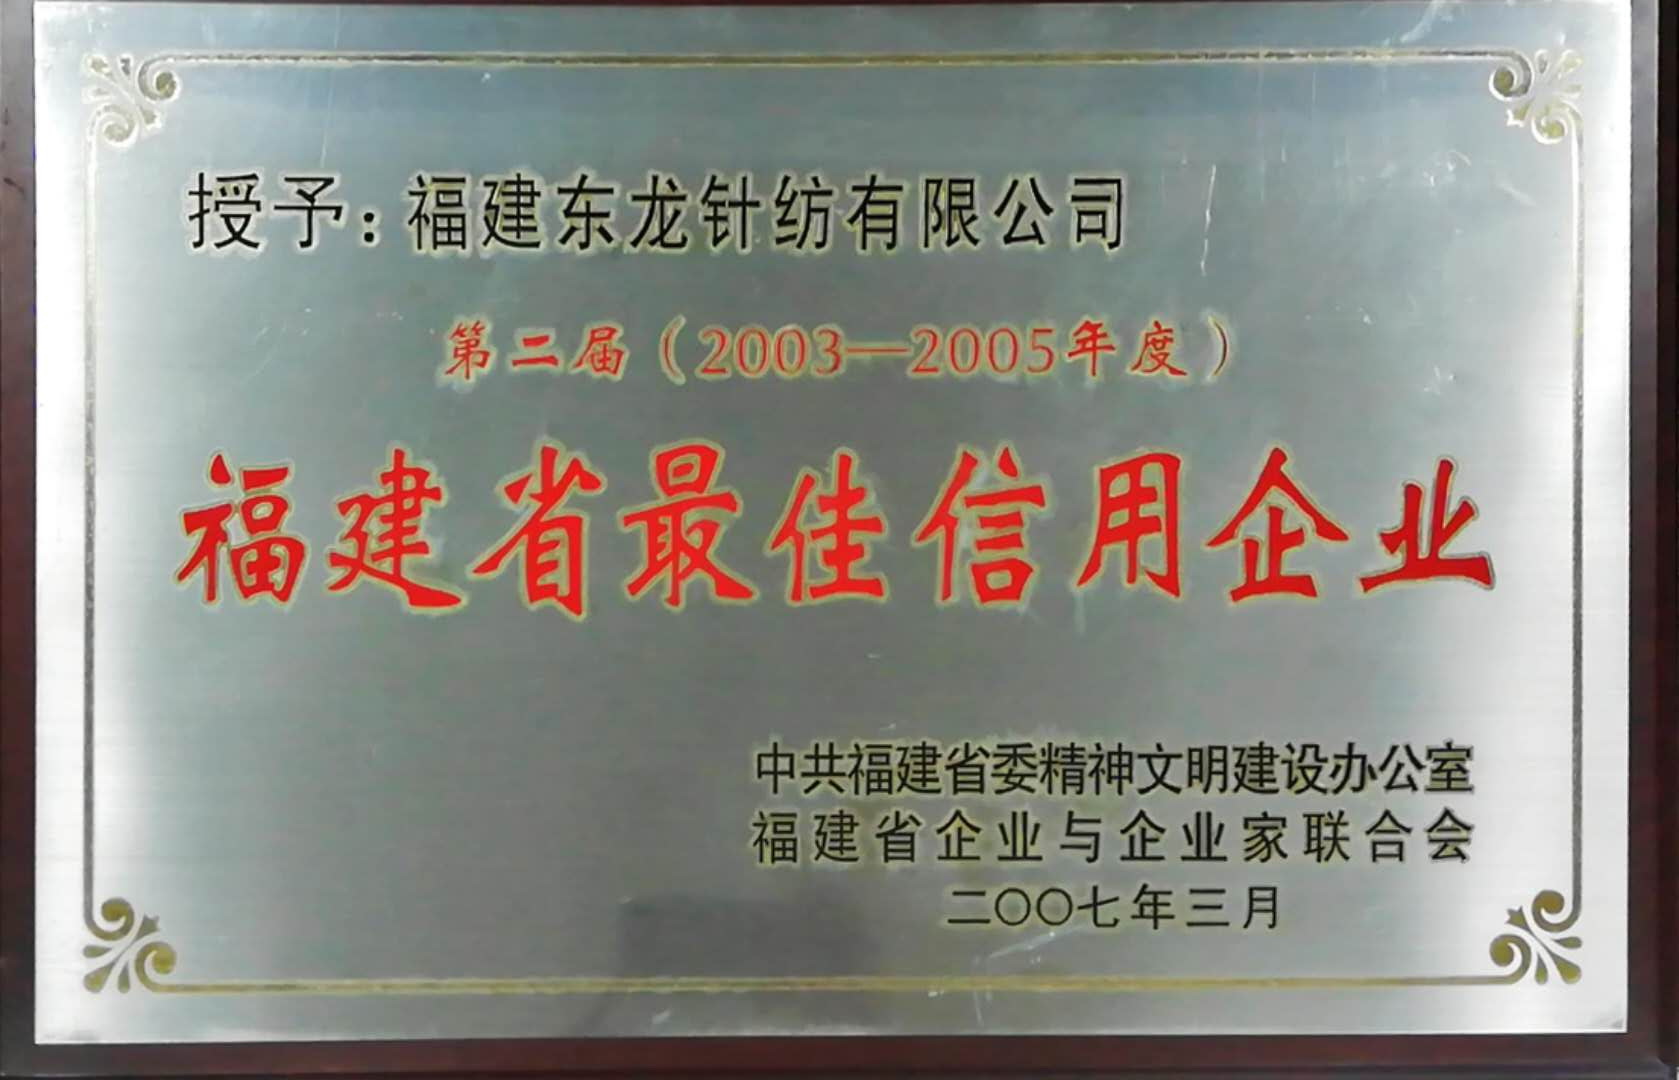 授予：福建东龙针纺有限公司
第二届（2003—2005年度）
福建省最佳信用企业
中共福建省委精神文明建设办公室
福建省企业与企业家联合会
二〇〇七年三月